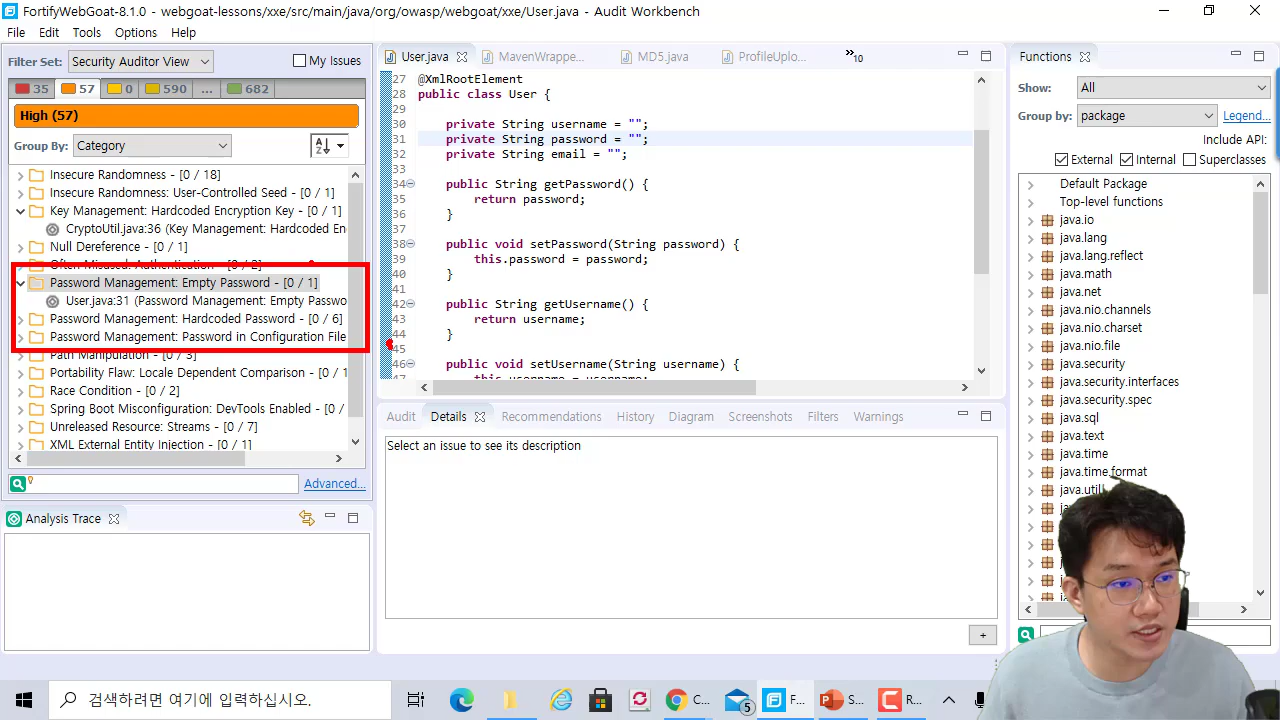 FortifyWebGoat-8.1.0 - webgoat-lessons/xxe/src/main/java/org/owasp/webgoat/xxe/User.java - Audit Workbench
File Edit Tools Options Help
Filter Set: Security Auditor View My Issues
35 57 0 590 ... 682
High (57)
Group By: Category
Insecure Randomness - [0 / 18]
Insecure Randomness: User-Controlled Seed - [0 / 1]
Key Management: Hardcoded Encryption Key - [0 / 1]
CryptoUtil.java:36 (Key Management: Hardcoded En
Null Dereference - [0 / 1]
Often Misused: Authentication - [0 / 2]
Password Management: Empty Password - [0 / 1]
User.java:31 (Password Management: Empty Passwo
Password Management: Hardcoded Password - [0 / 6]
Password Management: Password in Configuration File
Path Manipulation - [0 / 3]
Portability Flaw: Locale Dependent Comparison - [0 / 1
Race Condition - [0 / 2]
Spring Boot Misconfiguration: DevTools Enabled - [0 /
Unreleased Resource: Streams - [0 / 7]
XML External Entity Injection - [0 / 1]
Advanced...
Analysis Trace
User.java MavenWrappe... MD5.java ProfileUplo... »10
27 @XmlRootElement
28 public class User {
29
30 private String username = "";
31 private String password = "";
32 private String email = "";
33
34 public String getPassword() {
35 return password;
36 }
37
38 public void setPassword(String password) {
39 this.password = password;
40 }
41
42 public String getUsername() {
43 return username;
44 }
45
46 public void setUsername(String username) {
47 this.username = username;
Audit Details Recommendations History Diagram Screenshots Filters Warnings
Select an issue to see its description
+
Functions
Show: All
Group by: package Legend...
Include API:
External Internal Superclasses
Default Package
Top-level functions
java.io
java.lang
java.lang.reflect
java.math
java.net
java.nio.channels
java.nio.charset
java.nio.file
java.security
java.security.interfaces
java.security.spec
java.sql
java.text
java.time
java.time.format
java.util
검색하려면 여기에 입력하십시오.
C... 5 F... S... R...